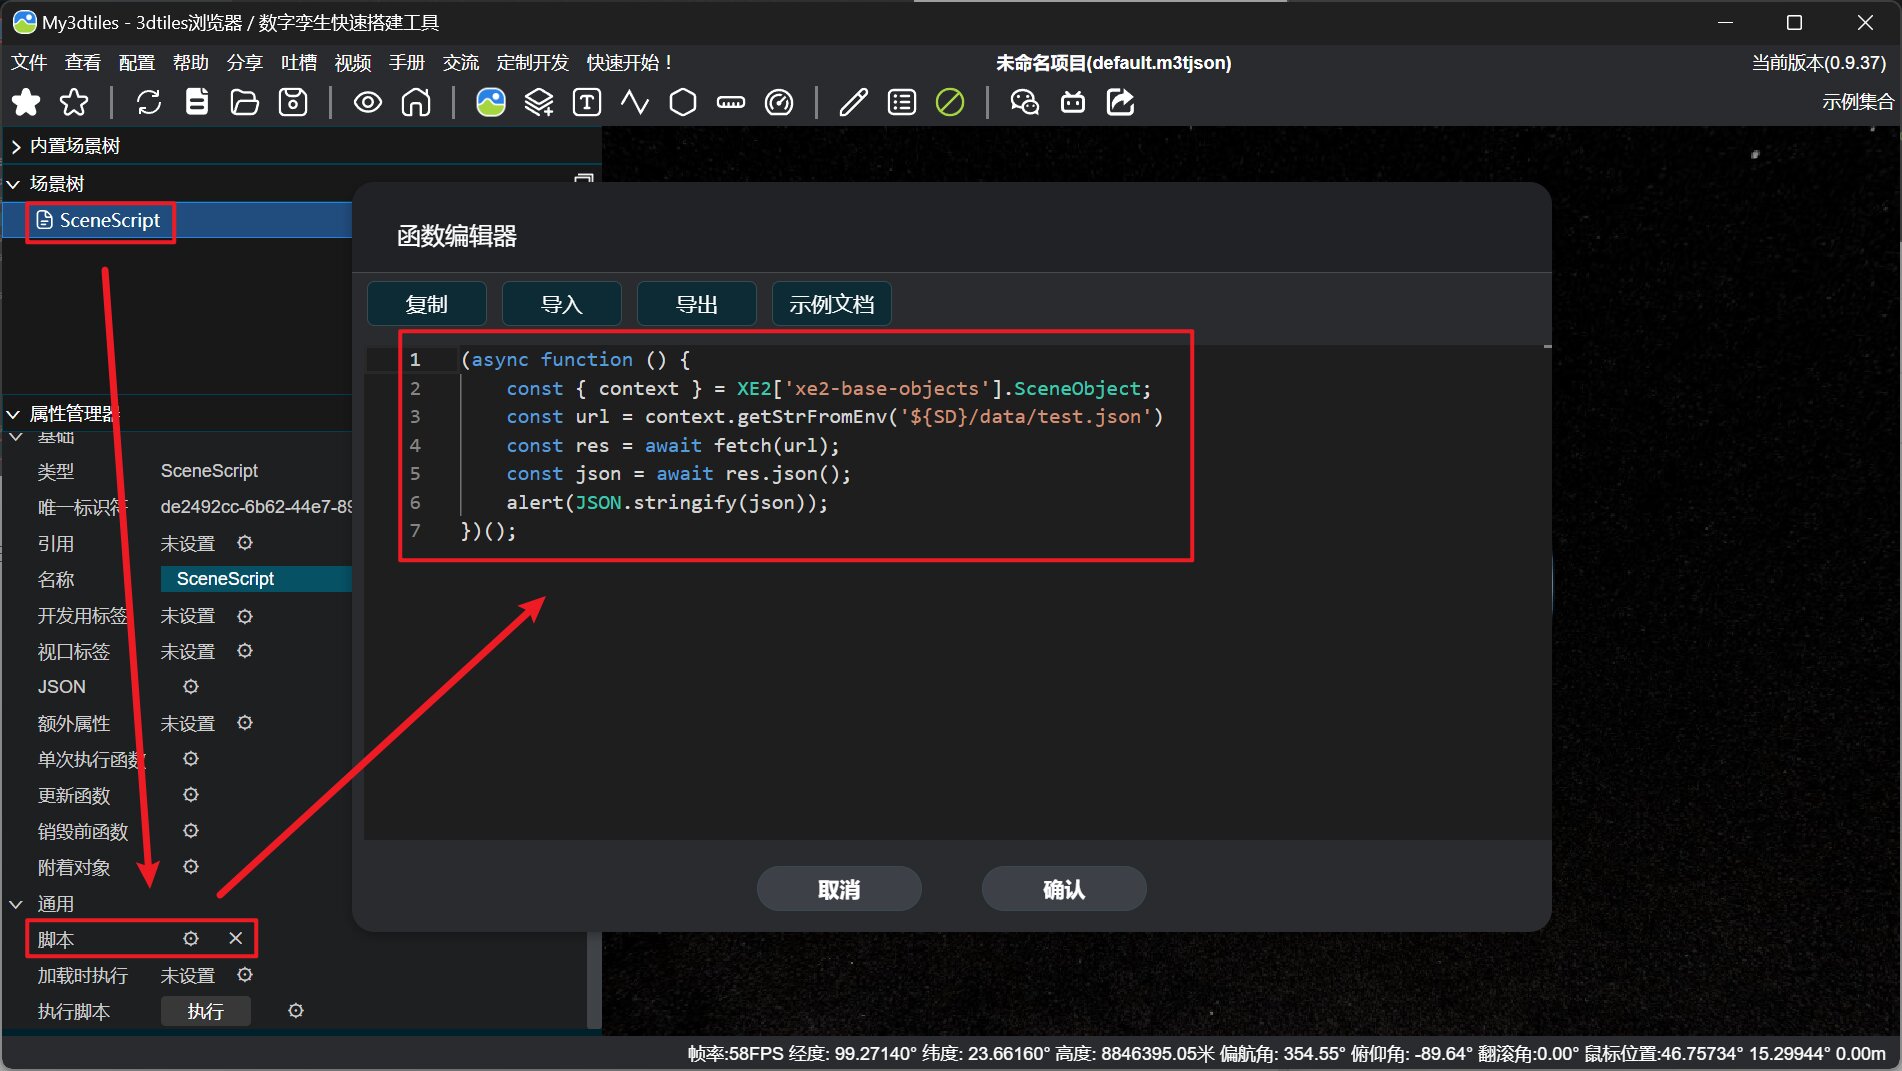 My3dtiles - 3dtiles浏览器 / 数字孪生快速搭建工具
文件 查看 配置 帮助 分享 吐槽 视频 手册 交流 定制开发 快速开始！
未命名项目(default.m3tjson)
当前版本(0.9.37)
示例集合
内置场景树
场景树
SceneScript
属性管理器
基础
类型 SceneScript
唯一标识符 de2492cc-6b62-44e7-89
引用 未设置
名称 SceneScript
开发用标签 未设置
视口标签 未设置
JSON
额外属性 未设置
单次执行函数
更新函数
销毁前函数
附着对象
通用
脚本
加载时执行 未设置
执行脚本 执行
函数编辑器
复制 导入 导出 示例文档
1 (async function () {
2 const { context } = XE2['xe2-base-objects'].SceneObject;
3 const url = context.getStrFromEnv('${SD}/data/test.json')
4 const res = await fetch(url);
5 const json = await res.json();
6 alert(JSON.stringify(json));
7 })();
取消 确认
帧率:58FPS 经度: 99.27140° 纬度: 23.66160° 高度: 8846395.05米 偏航角: 354.55° 俯仰角: -89.64° 翻滚角:0.00° 鼠标位置:46.75734° 15.29944° 0.00m